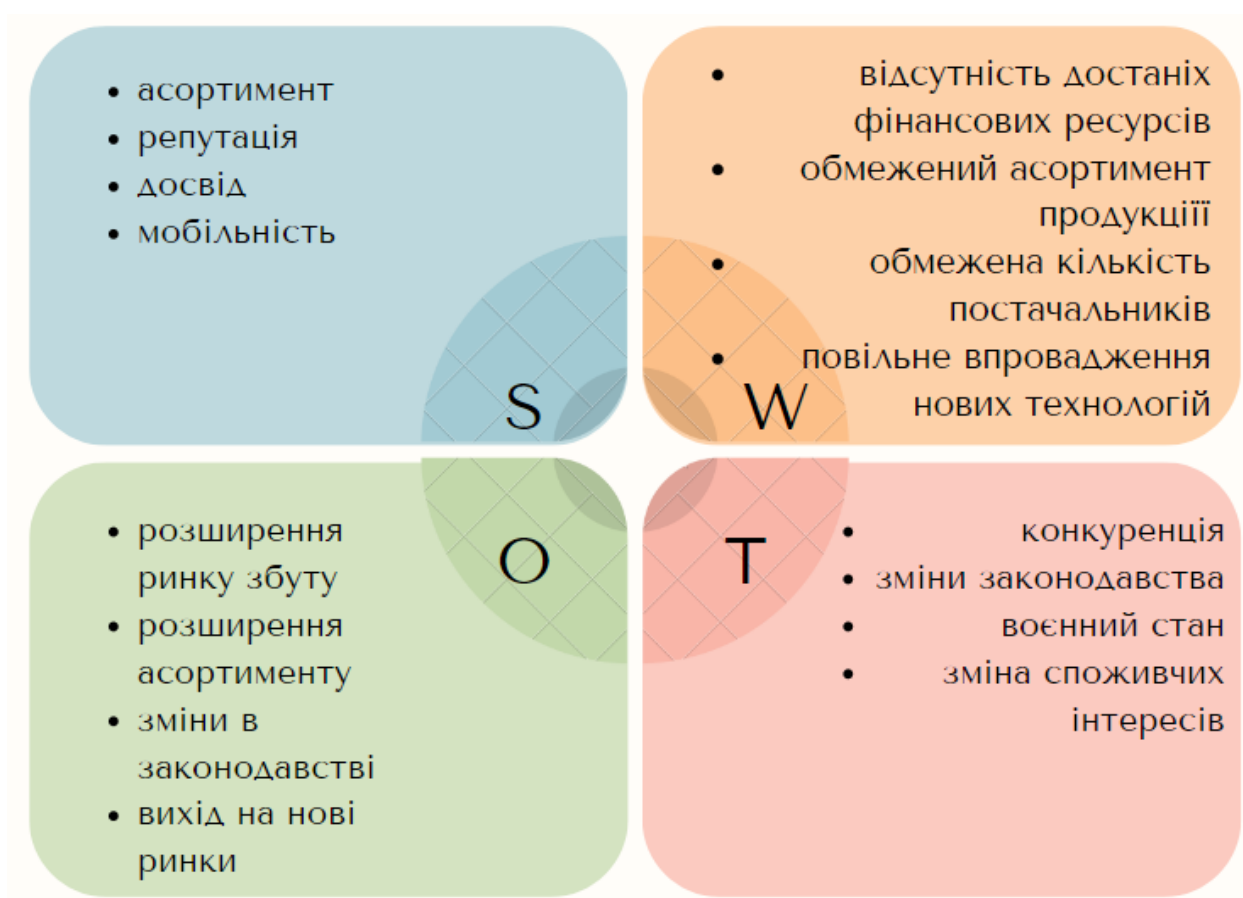 • асортимент
• репутація
• досвід
• мобільність
S
• відсутність достаніх
фінансових ресурсів
• обмежений асортимент
продукціїї
• обмежена кількість
постачальників
• повільне впровадження
нових технологій
W
• розширення
ринку збуту
• розширення
асортименту
• зміни в
законодавстві
• вихід на нові
ринки
O
T
• конкуренція
• зміни законодавства
• воєнний стан
• зміна споживчих
інтересів